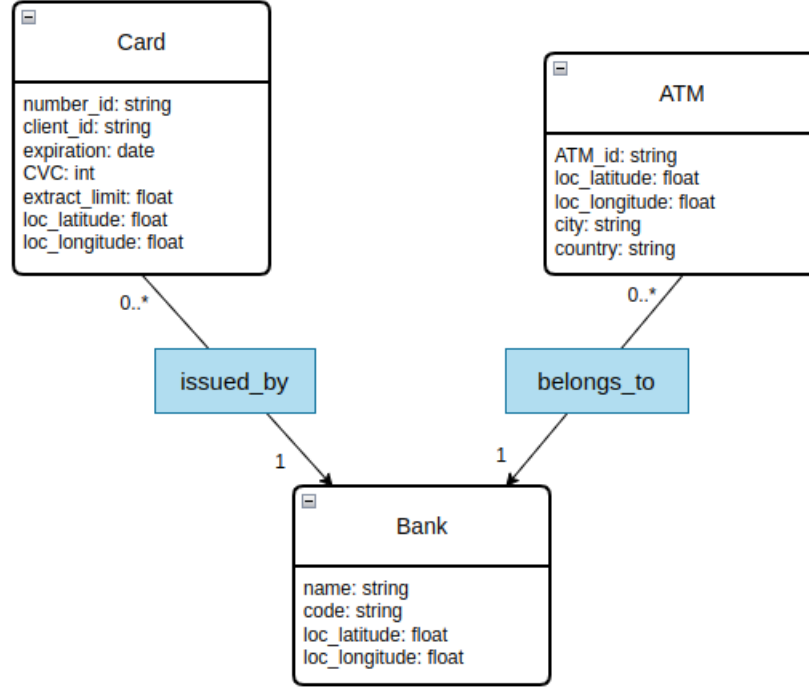 Card
number_id: string
client_id: string
expiration: date
CVC: int
extract_limit: float
loc_latitude: float
loc_longitude: float
ATM
ATM_id: string
loc_latitude: float
loc_longitude: float
city: string
country: string
0..*
0..*
issued_by
belongs_to
1
1
Bank
name: string
code: string
loc_latitude: float
loc_longitude: float